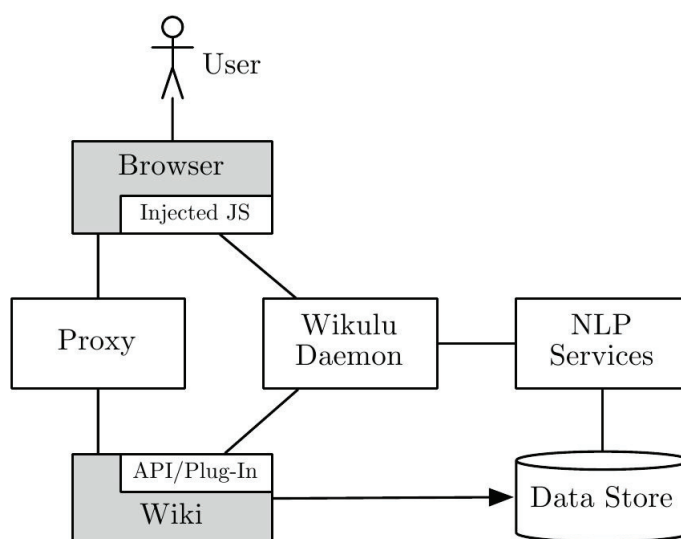 User
Browser
Injected JS
Proxy
Wikulu
Daemon
NLP
Services
API/Plug-In
Wiki
Data Store